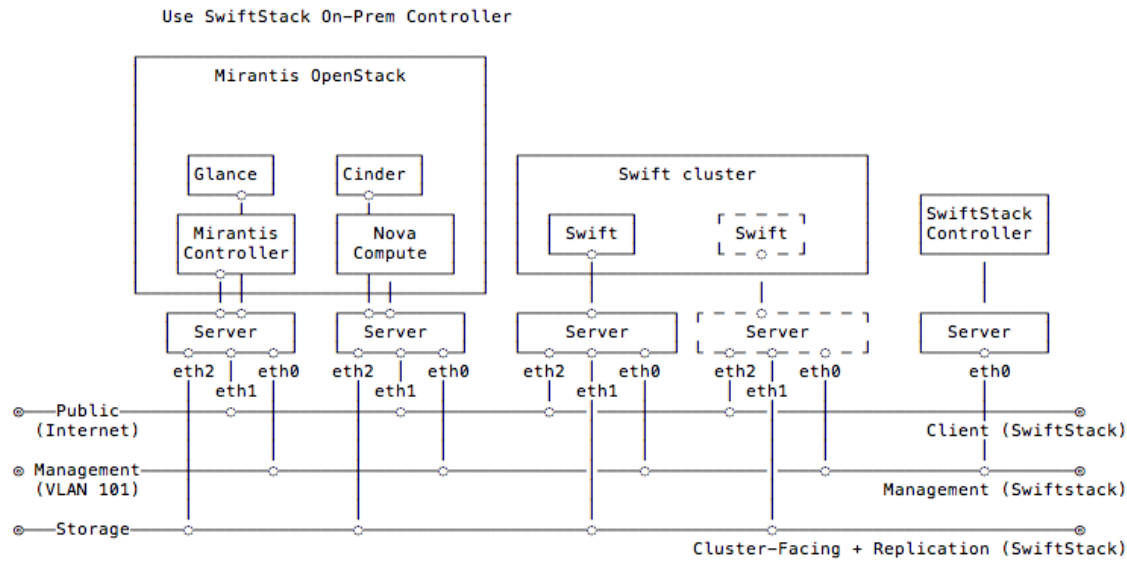 Use SwiftStack On-Prem Controller
Mirantis OpenStack
Glance
Cinder
Swift cluster
Mirantis
Controller
Nova
Compute
Swift
Swift
SwiftStack
Controller
Server
Server
Server
Server
Server
eth2
eth0
eth2
eth0
eth2
eth0
eth2
eth0
eth0
eth1
eth1
eth1
eth1
Public
(Internet)
Client (SwiftStack)
Management
(VLAN 101)
Management (Swiftstack)
Storage
Cluster-Facing + Replication (SwiftStack)